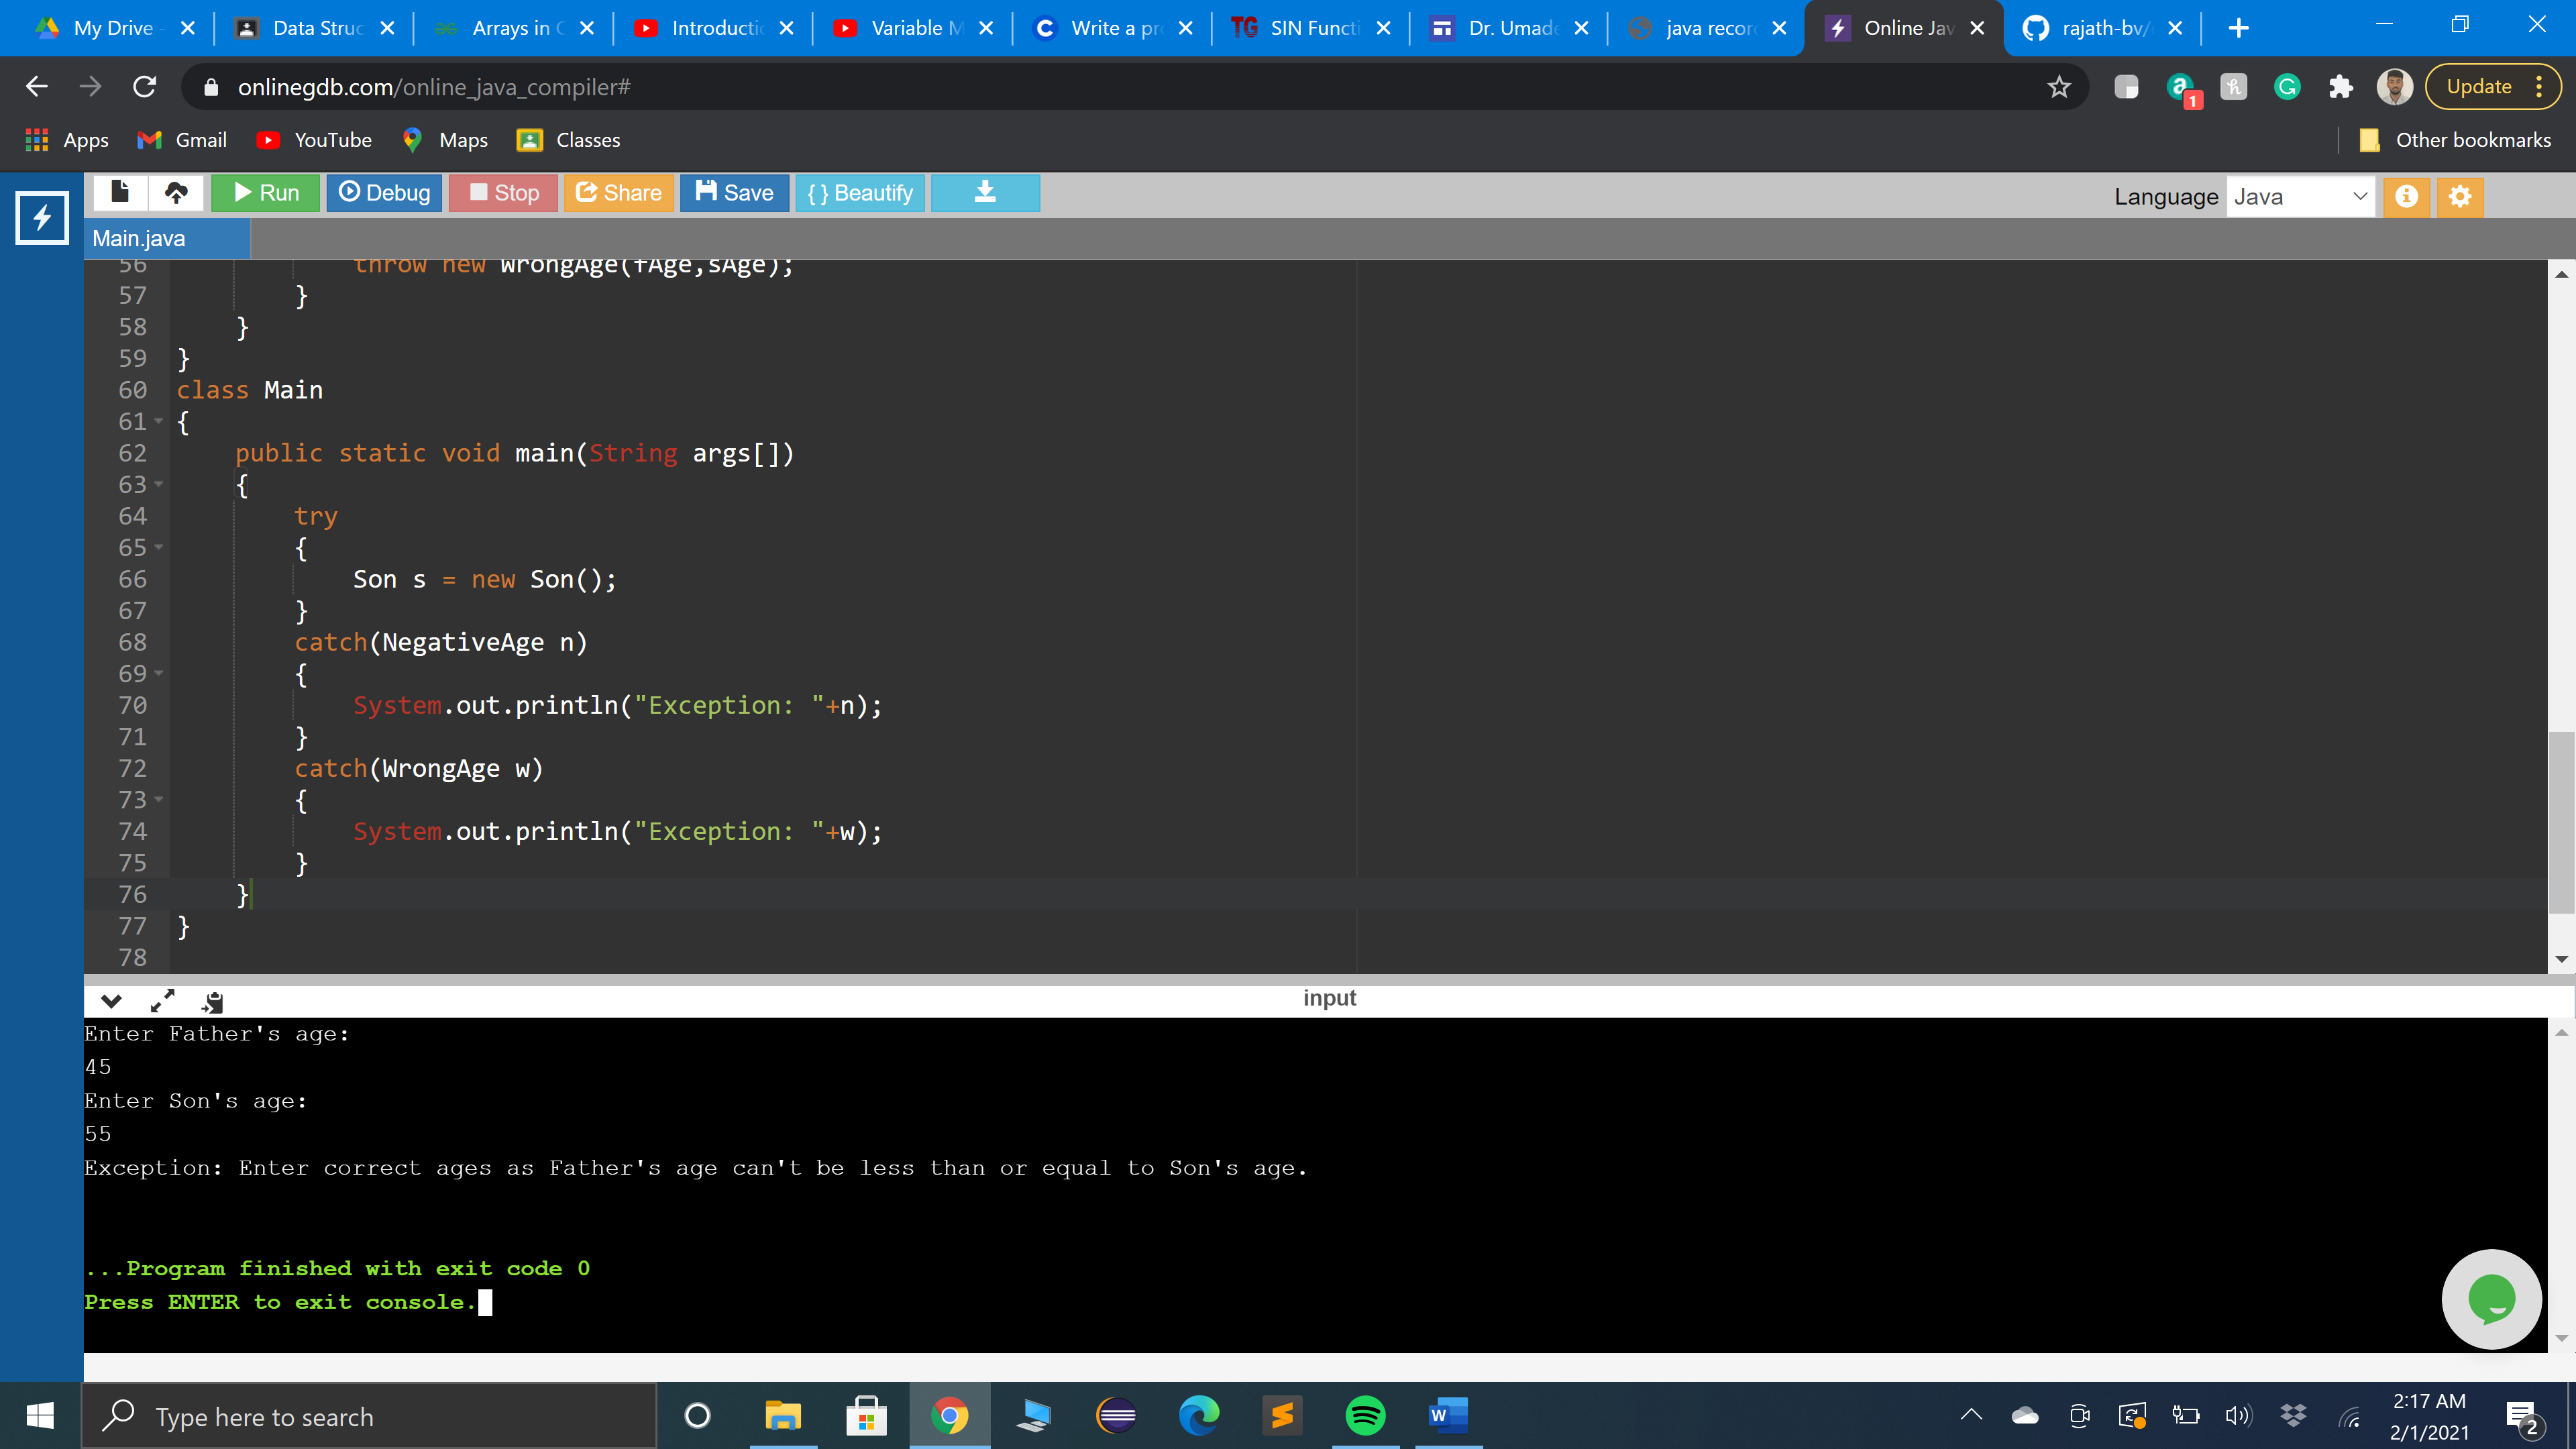 My Drive -
Data Struc
Arrays in C
Introductic
Variable M
Write a pr
SIN Functi
Dr. Umade
java recor
Online Jav
rajath-bv/
onlinegdb.com/online_java_compiler#
1
Update
Apps
Gmail
YouTube
Maps
Classes
Other bookmarks
Run
Debug
Stop
Share
Save
{ } Beautify
Language
Java
Main.java
56 throw new WrongAge(fAge,sAge);
57 }
58 }
59 }
60 class Main
61 {
62 public static void main(String args[])
63 {
64 try
65 {
66 Son s = new Son();
67 }
68 catch(NegativeAge n)
69 {
70 System.out.println("Exception: "+n);
71 }
72 catch(WrongAge w)
73 {
74 System.out.println("Exception: "+w);
75 }
76 }
77 }
78
input
Enter Father's age:
45
Enter Son's age:
55
Exception: Enter correct ages as Father's age can't be less than or equal to Son's age.
...Program finished with exit code 0
Press ENTER to exit console.
Type here to search
2:17 AM
2/1/2021
2